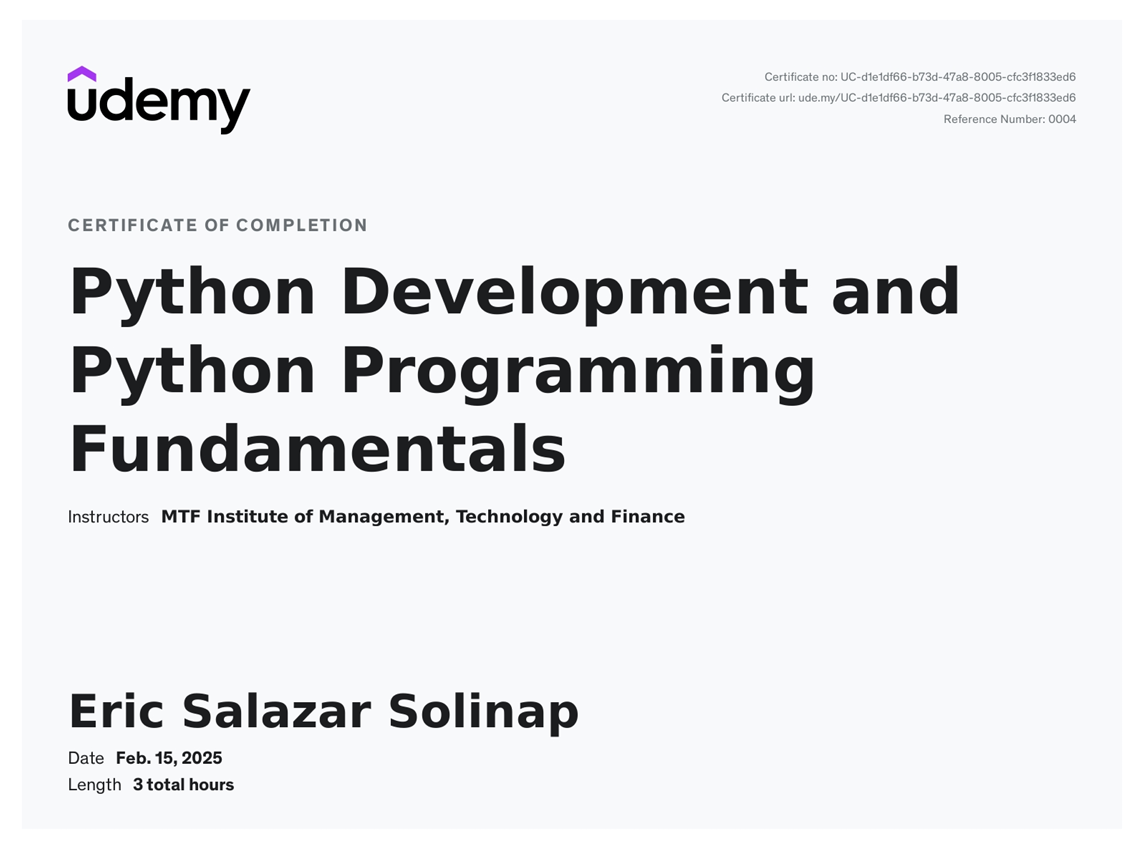 udemy
Certificate no: UC-d1e1df66-b73d-47a8-8005-cfc3f1833ed6
Certificate url: ude.my/UC-d1e1df66-b73d-47a8-8005-cfc3f1833ed6
Reference Number: 0004
CERTIFICATE OF COMPLETION
Python Development and
Python Programming
Fundamentals
Instructors MTF Institute of Management, Technology and Finance
Eric Salazar Solinap
Date Feb. 15, 2025
Length 3 total hours